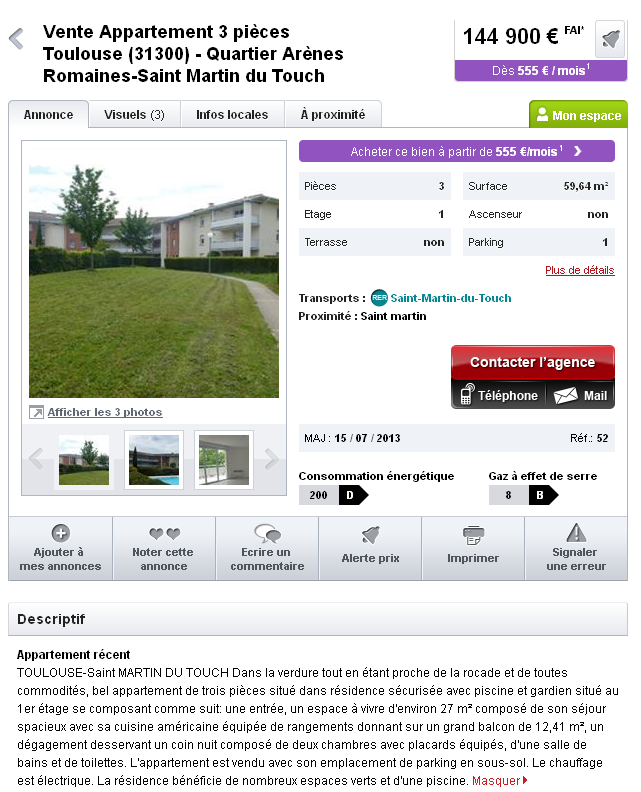 Vente Appartement 3 pièces
Toulouse (31300) - Quartier Arènes
Romaines-Saint Martin du Touch
144 900 € FAI*
Dès 555 € / mois1
Annonce
Visuels (3)
Infos locales
À proximité
Mon espace
Acheter ce bien à partir de 555 €/mois 1
Pièces 3
Surface 59,64 m²
Etage 1
Ascenseur non
Terrasse non
Parking 1
Plus de détails
Transports : RER Saint-Martin-du-Touch
Proximité : Saint martin
Contacter l'agence
Téléphone
Mail
Afficher les 3 photos
MAJ : 15 / 07 / 2013
Réf.: 52
Consommation énergétique
200 D
Gaz à effet de serre
8 B
Ajouter à
mes annonces
Noter cette
annonce
Ecrire un
commentaire
Alerte prix
Imprimer
Signaler
une erreur
Descriptif
Appartement récent
TOULOUSE-Saint MARTIN DU TOUCH Dans la verdure tout en étant proche de la rocade et de toutes
commodités, bel appartement de trois pièces situé dans résidence sécurisée avec piscine et gardien situé au
1er étage se composant comme suit: une entrée, un espace à vivre d'environ 27 m² composé de son séjour
spacieux avec sa cuisine américaine équipée de rangements donnant sur un grand balcon de 12,41 m², un
dégagement desservant un coin nuit composé de deux chambres avec placards équipés, d'une salle de
bains et de toilettes. L'appartement est vendu avec son emplacement de parking en sous-sol. Le chauffage
est électrique. La résidence bénéficie de nombreux espaces verts et d'une piscine. Masquer